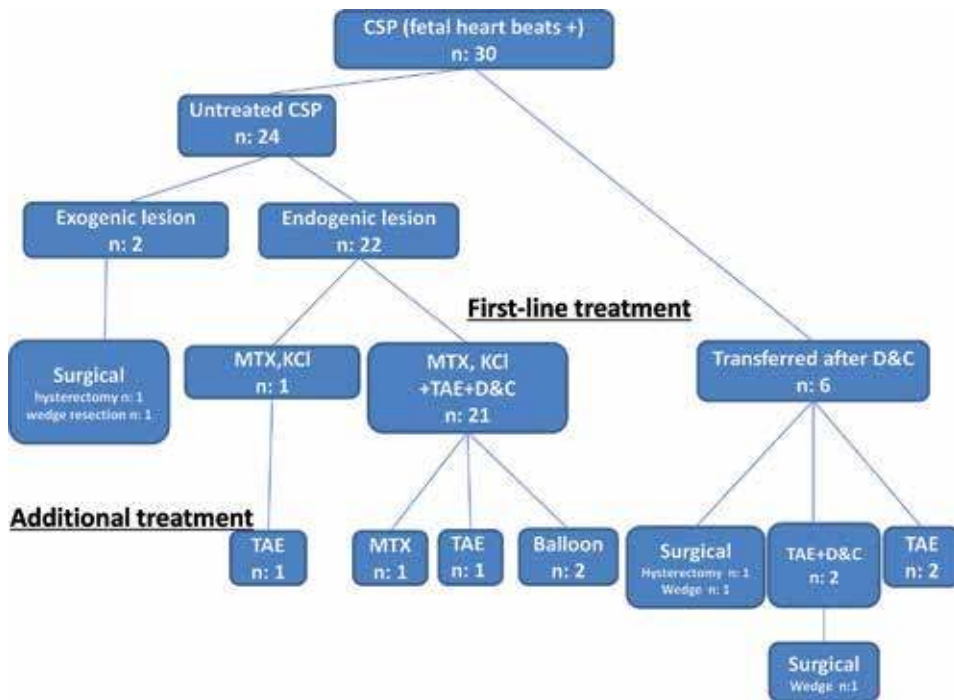 CSP (fetal heart beats +)
n: 30
Untreated CSP
n: 24
Exogenic lesion
n: 2
Endogenic lesion
n: 22
First-line treatment
Surgical
hysterectomy n: 1
wedge resection n: 1
MTX,KCl
n: 1
MTX, KCl
+TAE+D&C
n: 21
Transferred after D&C
n: 6
Additional treatment
TAE
n: 1
MTX
n: 1
TAE
n: 1
Balloon
n: 2
Surgical
Hysterectomy n: 1
Wedge n: 1
TAE+D&C
n: 2
TAE
n: 2
Surgical
Wedge n:1